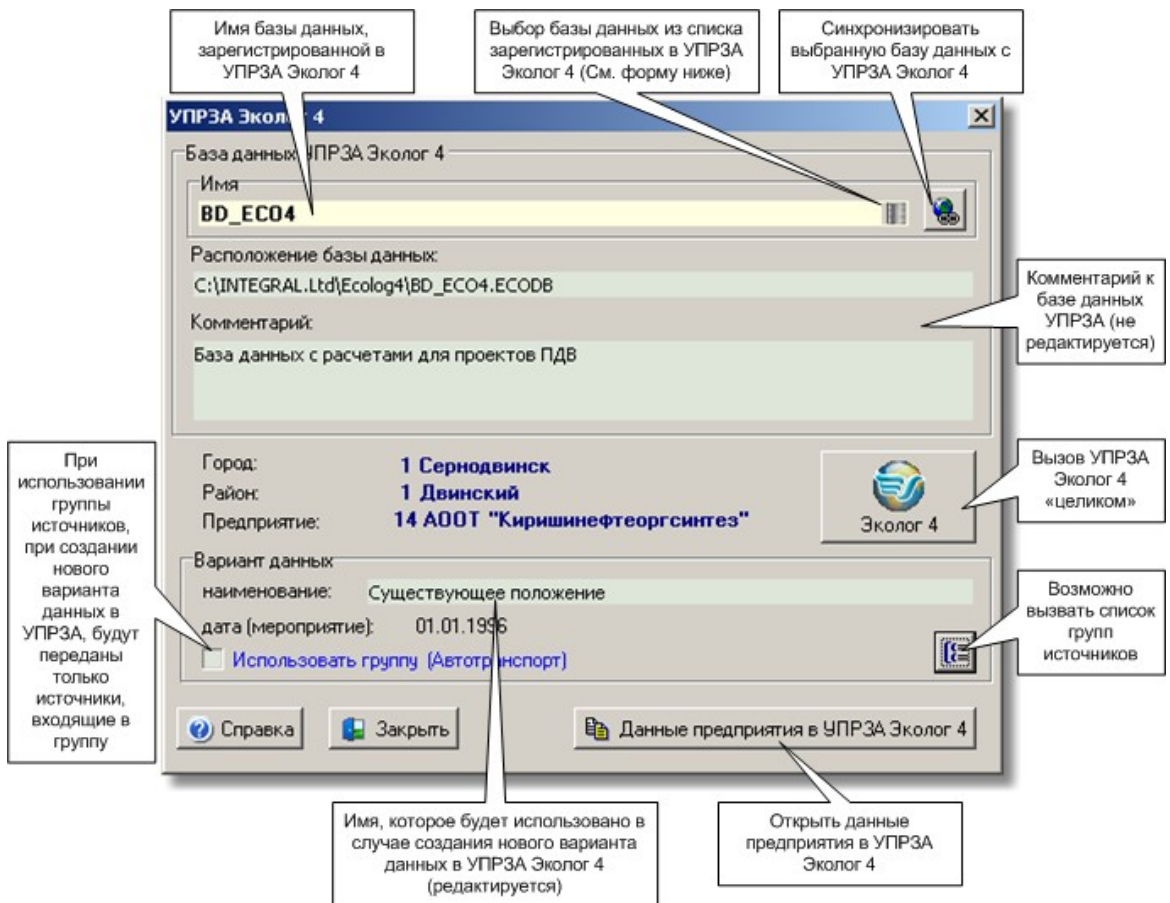 Имя базы данных,
зарегистрированной в
УПРЗА Эколог 4
Выбор базы данных из списка
зарегистрированных в УПРЗА
Эколог 4 (См. форму ниже)
Синхронизировать
выбранную базу данных с
УПРЗА Эколог 4
УПРЗА Эколог 4
База данных УПРЗА Эколог 4
Имя
BD_ECO4
Расположение базы данных:
C:\INTEGRAL.Ltd\Ecolog4\BD_ECO4.ECODB
Комментарий:
База данных с расчетами для проектов ПДВ
Комментарий к
базе данных
УПРЗА (не
редактируется)
При
использовании
группы
источников,
при создании
нового
варианта
данных в
УПРЗА, будут
переданы
только
источники,
входящие в
группу
Город: 1 Сернодвинск
Район: 1 Двинский
Предприятие: 14 АООТ "Киришинефтеоргсинтез"
Эколог 4
Вызов УПРЗА
Эколог 4
«целиком»
Вариант данных
наименование: Существующее положение
дата (мероприятие): 01.01.1996
Использовать группу (Автотранспорт)
Возможно
вызвать список
групп
источников
Справка
Закрыть
Данные предприятия в УПРЗА Эколог 4
Имя, которое будет использовано в
случае создания нового варианта
данных в УПРЗА Эколог 4
(редактируется)
Открыть данные
предприятия в УПРЗА
Эколог 4